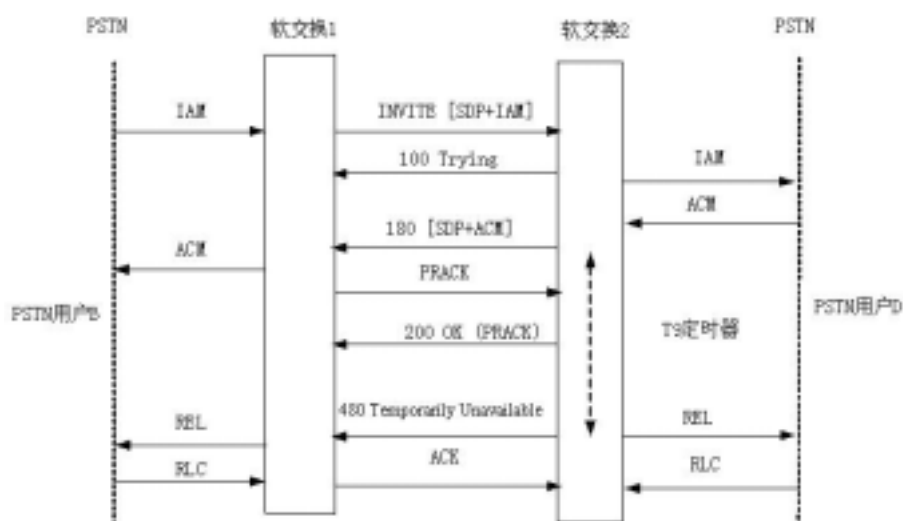 PSTN
软交换1
软交换2
PSTN
IAM
INVITE [SDP+IAM]
100 Trying
IAM
ACM
180 [SDP+ACM]
ACM
PRACK
PSTN用户B
PSTN用户D
200 OK (PRACK)
T9定时器
480 Temporarily Unavailable
REL
REL
ACK
RLC
RLC